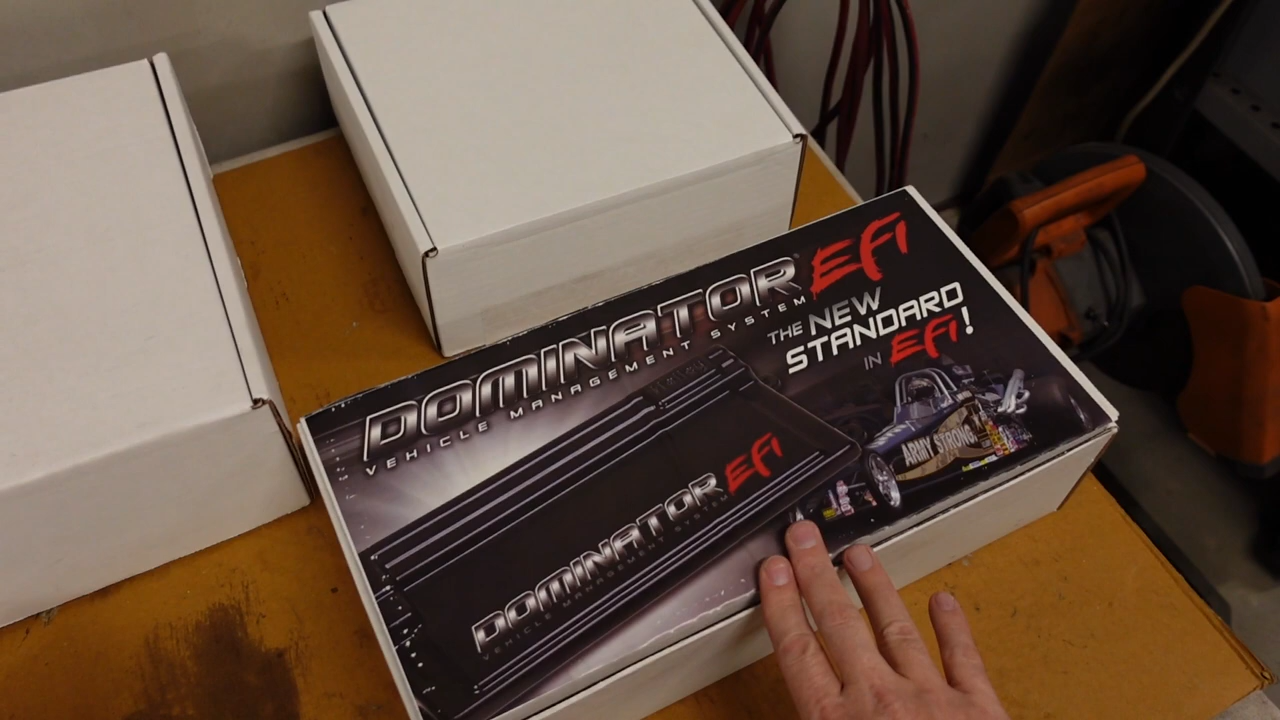 DOMINATOR EFI
VEHICLE MANAGEMENT SYSTEM
THE NEW
STANDARD
IN EFI!
DOMINATOR EFI
VEHICLE MANAGEMENT SYSTEM
ARMY STRONG